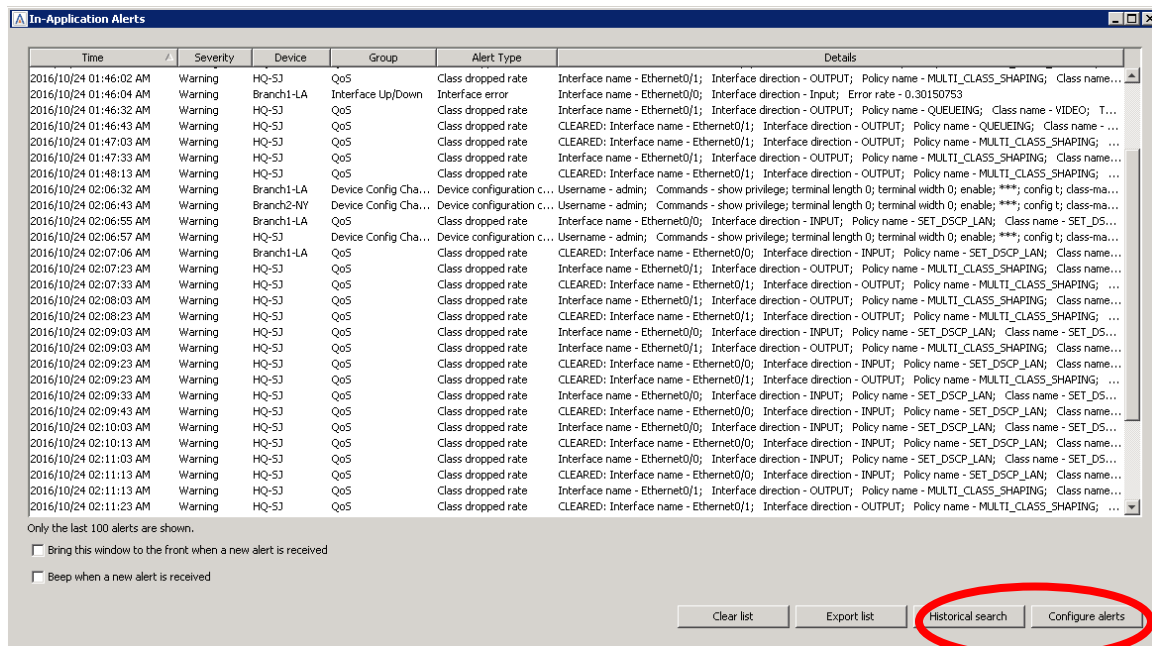 In-Application Alerts
Time Severity Device Group Alert Type Details
2016/10/24 01:46:02 AM Warning HQ-SJ QoS Class dropped rate Interface name - Ethernet0/1; Interface direction - OUTPUT; Policy name - MULTI_CLASS_SHAPING; Class name...
2016/10/24 01:46:04 AM Warning Branch1-LA Interface Up/Down Interface error Interface name - Ethernet0/0; Interface direction - Input; Error rate - 0.30150753
2016/10/24 01:46:32 AM Warning HQ-SJ QoS Class dropped rate Interface name - Ethernet0/1; Interface direction - OUTPUT; Policy name - QUEUEING; Class name - VIDEO; T...
2016/10/24 01:46:43 AM Warning HQ-SJ QoS Class dropped rate CLEARED: Interface name - Ethernet0/1; Interface direction - OUTPUT; Policy name - QUEUEING; Class name - ...
2016/10/24 01:47:03 AM Warning HQ-SJ QoS Class dropped rate CLEARED: Interface name - Ethernet0/1; Interface direction - OUTPUT; Policy name - MULTI_CLASS_SHAPING; ...
2016/10/24 01:47:33 AM Warning HQ-SJ QoS Class dropped rate Interface name - Ethernet0/1; Interface direction - OUTPUT; Policy name - MULTI_CLASS_SHAPING; Class name...
2016/10/24 01:48:13 AM Warning HQ-SJ QoS Class dropped rate CLEARED: Interface name - Ethernet0/1; Interface direction - OUTPUT; Policy name - MULTI_CLASS_SHAPING; ...
2016/10/24 02:06:32 AM Warning Branch1-LA Device Config Cha... Device configuration c... Username - admin; Commands - show privilege; terminal length 0; terminal width 0; enable; ***; config t; class-ma...
2016/10/24 02:06:43 AM Warning Branch2-NY Device Config Cha... Device configuration c... Username - admin; Commands - show privilege; terminal length 0; terminal width 0; enable; ***; config t; class-ma...
2016/10/24 02:06:55 AM Warning Branch1-LA QoS Class dropped rate Interface name - Ethernet0/0; Interface direction - INPUT; Policy name - SET_DSCP_LAN; Class name - SET_DS...
2016/10/24 02:06:57 AM Warning HQ-SJ Device Config Cha... Device configuration c... Username - admin; Commands - show privilege; terminal length 0; terminal width 0; enable; ***; config t; class-ma...
2016/10/24 02:07:06 AM Warning Branch1-LA QoS Class dropped rate CLEARED: Interface name - Ethernet0/0; Interface direction - INPUT; Policy name - SET_DSCP_LAN; Class name...
2016/10/24 02:07:23 AM Warning HQ-SJ QoS Class dropped rate Interface name - Ethernet0/1; Interface direction - OUTPUT; Policy name - MULTI_CLASS_SHAPING; Class name...
2016/10/24 02:07:33 AM Warning HQ-SJ QoS Class dropped rate CLEARED: Interface name - Ethernet0/1; Interface direction - OUTPUT; Policy name - MULTI_CLASS_SHAPING; ...
2016/10/24 02:08:03 AM Warning HQ-SJ QoS Class dropped rate Interface name - Ethernet0/1; Interface direction - OUTPUT; Policy name - MULTI_CLASS_SHAPING; Class name...
2016/10/24 02:08:23 AM Warning HQ-SJ QoS Class dropped rate CLEARED: Interface name - Ethernet0/1; Interface direction - OUTPUT; Policy name - MULTI_CLASS_SHAPING; ...
2016/10/24 02:09:03 AM Warning HQ-SJ QoS Class dropped rate Interface name - Ethernet0/0; Interface direction - INPUT; Policy name - SET_DSCP_LAN; Class name - SET_DS...
2016/10/24 02:09:03 AM Warning HQ-SJ QoS Class dropped rate Interface name - Ethernet0/1; Interface direction - OUTPUT; Policy name - MULTI_CLASS_SHAPING; Class name...
2016/10/24 02:09:23 AM Warning HQ-SJ QoS Class dropped rate CLEARED: Interface name - Ethernet0/0; Interface direction - INPUT; Policy name - SET_DSCP_LAN; Class name...
2016/10/24 02:09:23 AM Warning HQ-SJ QoS Class dropped rate CLEARED: Interface name - Ethernet0/1; Interface direction - OUTPUT; Policy name - MULTI_CLASS_SHAPING; ...
2016/10/24 02:09:33 AM Warning HQ-SJ QoS Class dropped rate Interface name - Ethernet0/0; Interface direction - INPUT; Policy name - SET_DSCP_LAN; Class name - SET_DS...
2016/10/24 02:09:43 AM Warning HQ-SJ QoS Class dropped rate CLEARED: Interface name - Ethernet0/0; Interface direction - INPUT; Policy name - SET_DSCP_LAN; Class name...
2016/10/24 02:10:03 AM Warning HQ-SJ QoS Class dropped rate Interface name - Ethernet0/0; Interface direction - INPUT; Policy name - SET_DSCP_LAN; Class name - SET_DS...
2016/10/24 02:10:13 AM Warning HQ-SJ QoS Class dropped rate CLEARED: Interface name - Ethernet0/0; Interface direction - INPUT; Policy name - SET_DSCP_LAN; Class name...
2016/10/24 02:11:03 AM Warning HQ-SJ QoS Class dropped rate Interface name - Ethernet0/0; Interface direction - INPUT; Policy name - SET_DSCP_LAN; Class name - SET_DS...
2016/10/24 02:11:13 AM Warning HQ-SJ QoS Class dropped rate CLEARED: Interface name - Ethernet0/0; Interface direction - INPUT; Policy name - SET_DSCP_LAN; Class name...
2016/10/24 02:11:13 AM Warning HQ-SJ QoS Class dropped rate Interface name - Ethernet0/1; Interface direction - OUTPUT; Policy name - MULTI_CLASS_SHAPING; Class name...
2016/10/24 02:11:23 AM Warning HQ-SJ QoS Class dropped rate CLEARED: Interface name - Ethernet0/1; Interface direction - OUTPUT; Policy name - MULTI_CLASS_SHAPING; ...
Only the last 100 alerts are shown.
Bring this window to the front when a new alert is received
Beep when a new alert is received
Clear list Export list Historical search Configure alerts